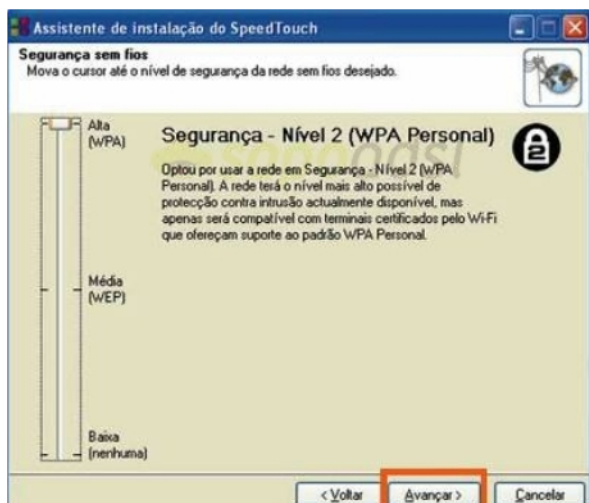 Assistente de instalação do SpeedTouch
Segurança sem fios
Mova o cursor até o nível de segurança da rede sem fios desejado.
Alta
(WPA)
Segurança - Nível 2 (WPA Personal)
2
Optou por usar a rede em Segurança - Nível 2 (WPA
Personal). A rede terá o nível mais alto possível de
protecção contra intrusão actualmente disponível, mas
apenas será compatível com terminais certificados pelo Wi-Fi
que ofereçam suporte ao padrão WPA Personal.
Média
(WEP)
Baixa
(nenhuma)
< Voltar
Avançar >
Cancelar